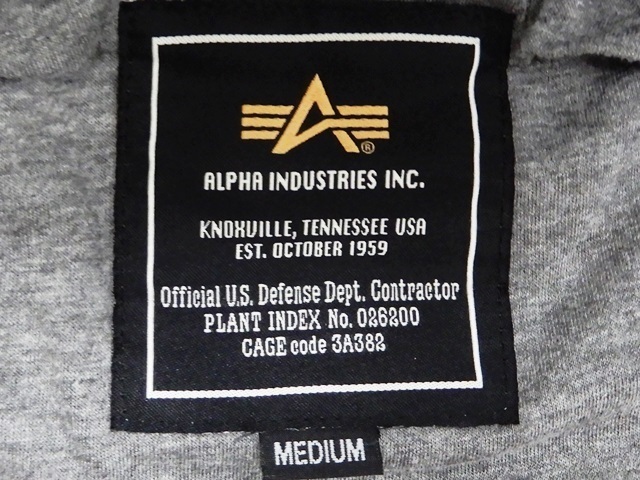 A®
ALPHA INDUSTRIES INC.
KNOXVILLE, TENNESSEE USA
EST. OCTOBER 1959
Official U.S. Defense Dept. Contractor
PLANT INDEX No. 026200
CAGE code 3A382
MEDIUM